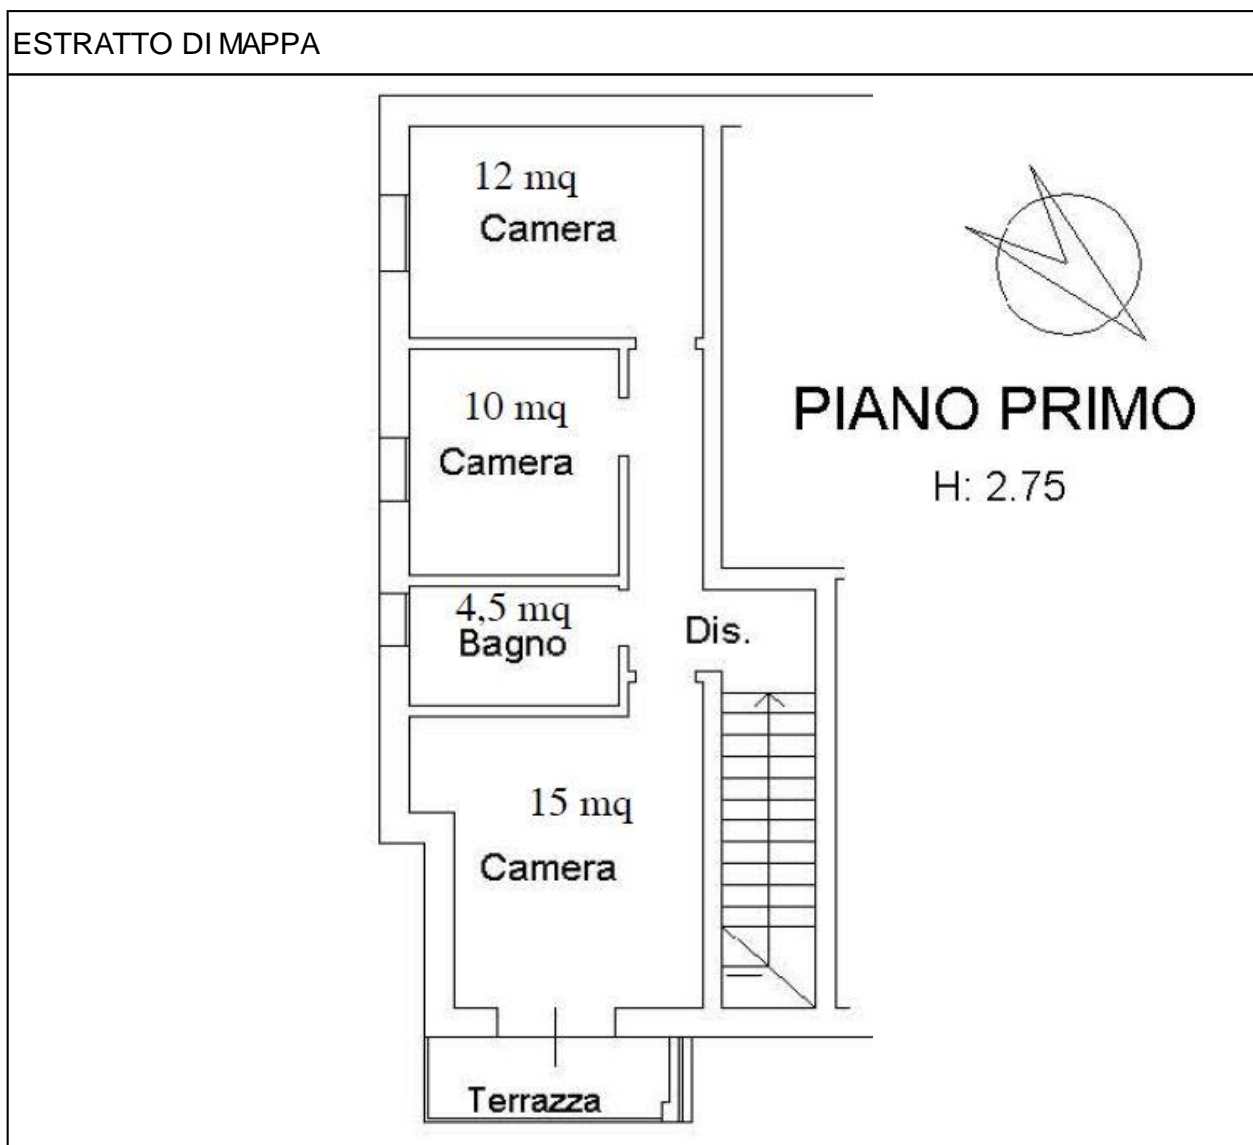 ESTRATTO DI MAPPA
12 mq
Camera
10 mq
Camera
PIANO PRIMO
H: 2.75
4,5 mq
Bagno
Dis.
15 mq
Camera
Terrazza